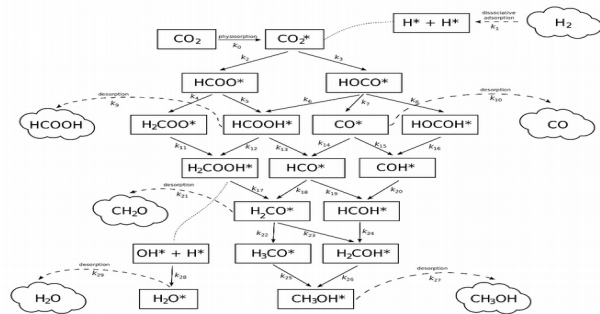 CO₂ physisorption k₀ CO₂* H* + H* dissociative adsorption k₁ H₂
k₂ k₃
HCOO* HOCO*
desorption k₉ k₄ k₅ k₆ k₇ k₈ desorption k₁₀
HCOOH H₂COO* HCOOH* CO* HOCOH* CO
k₁₁ k₁₂ k₁₃ k₁₄ k₁₅ k₁₆
H₂COOH* HCO* COH*
desorption k₂₁ k₁₇ k₁₈ k₁₉ k₂₀
CH₂O H₂CO* HCOH*
k₂₂ k₂₃ k₂₄
OH* + H* H₃CO* H₂COH*
desorption k₂₉ k₂₈ k₂₅ k₂₆ desorption k₂₇
H₂O H₂O* CH₃OH* CH₃OH